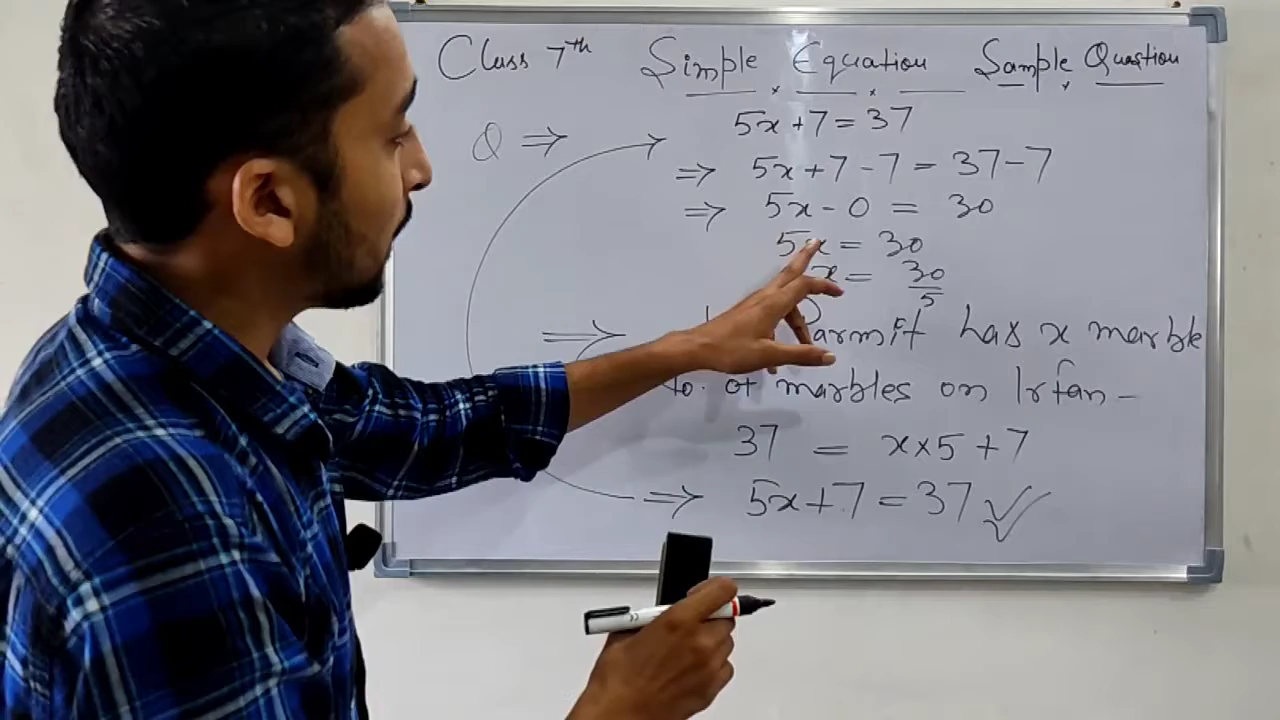 Class 7th Simple Equation Sample Question
Q ⇒ 5x+7=37
⇒ 5x+7-7 = 37-7
⇒ 5x-0 = 30
5x = 30
x = 30/5
⇒ Parmit has x marble
of marbles on Irfan -
37 = x×5+7
⇒ 5x+7=37